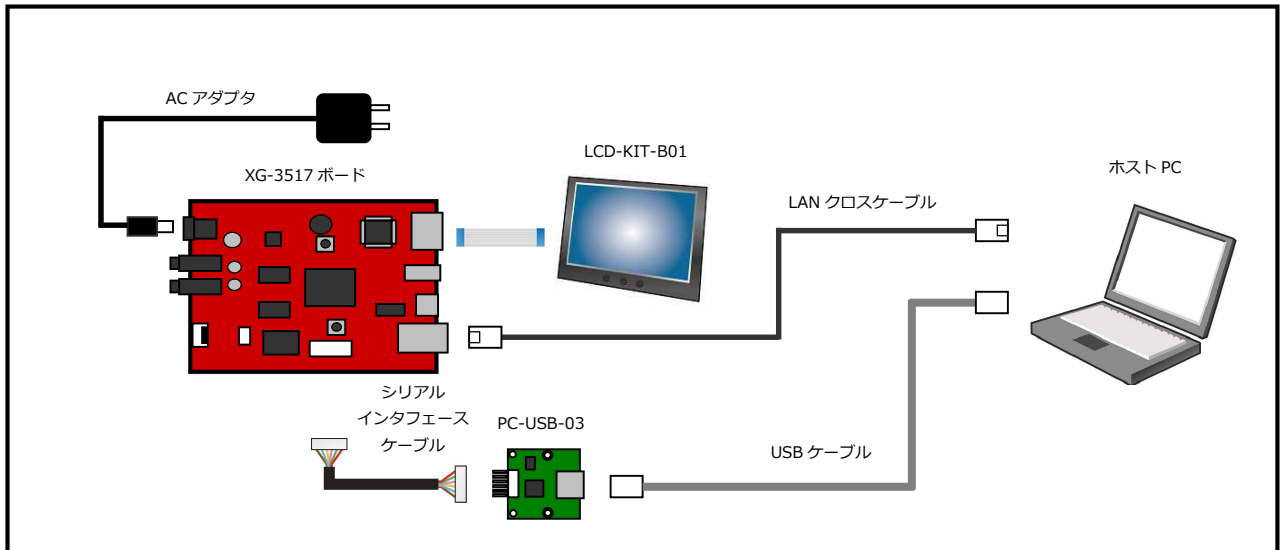 AC アダプタ
XG-3517 ボード
LCD-KIT-B01
ホスト PC
LAN クロスケーブル
シリアル
インタフェース
ケーブル
PC-USB-03
USB ケーブル